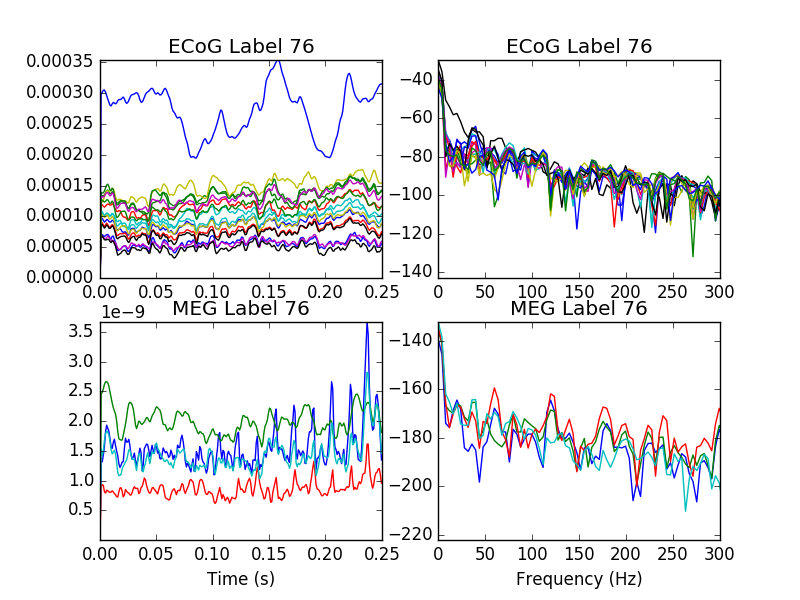 ECoG Label 76
ECoG Label 76
0.00035
0.00030
0.00025
0.00020
0.00015
0.00010
0.00005
0.00000
0.00 0.05 0.10 0.15 0.20 0.25
−40
−60
−80
−100
−120
−140
0 50 100 150 200 250 300
MEG Label 76
MEG Label 76
1e−9
3.5
3.0
2.5
2.0
1.5
1.0
0.5
0.00 0.05 0.10 0.15 0.20 0.25
Time (s)
−140
−160
−180
−200
−220
0 50 100 150 200 250 300
Frequency (Hz)